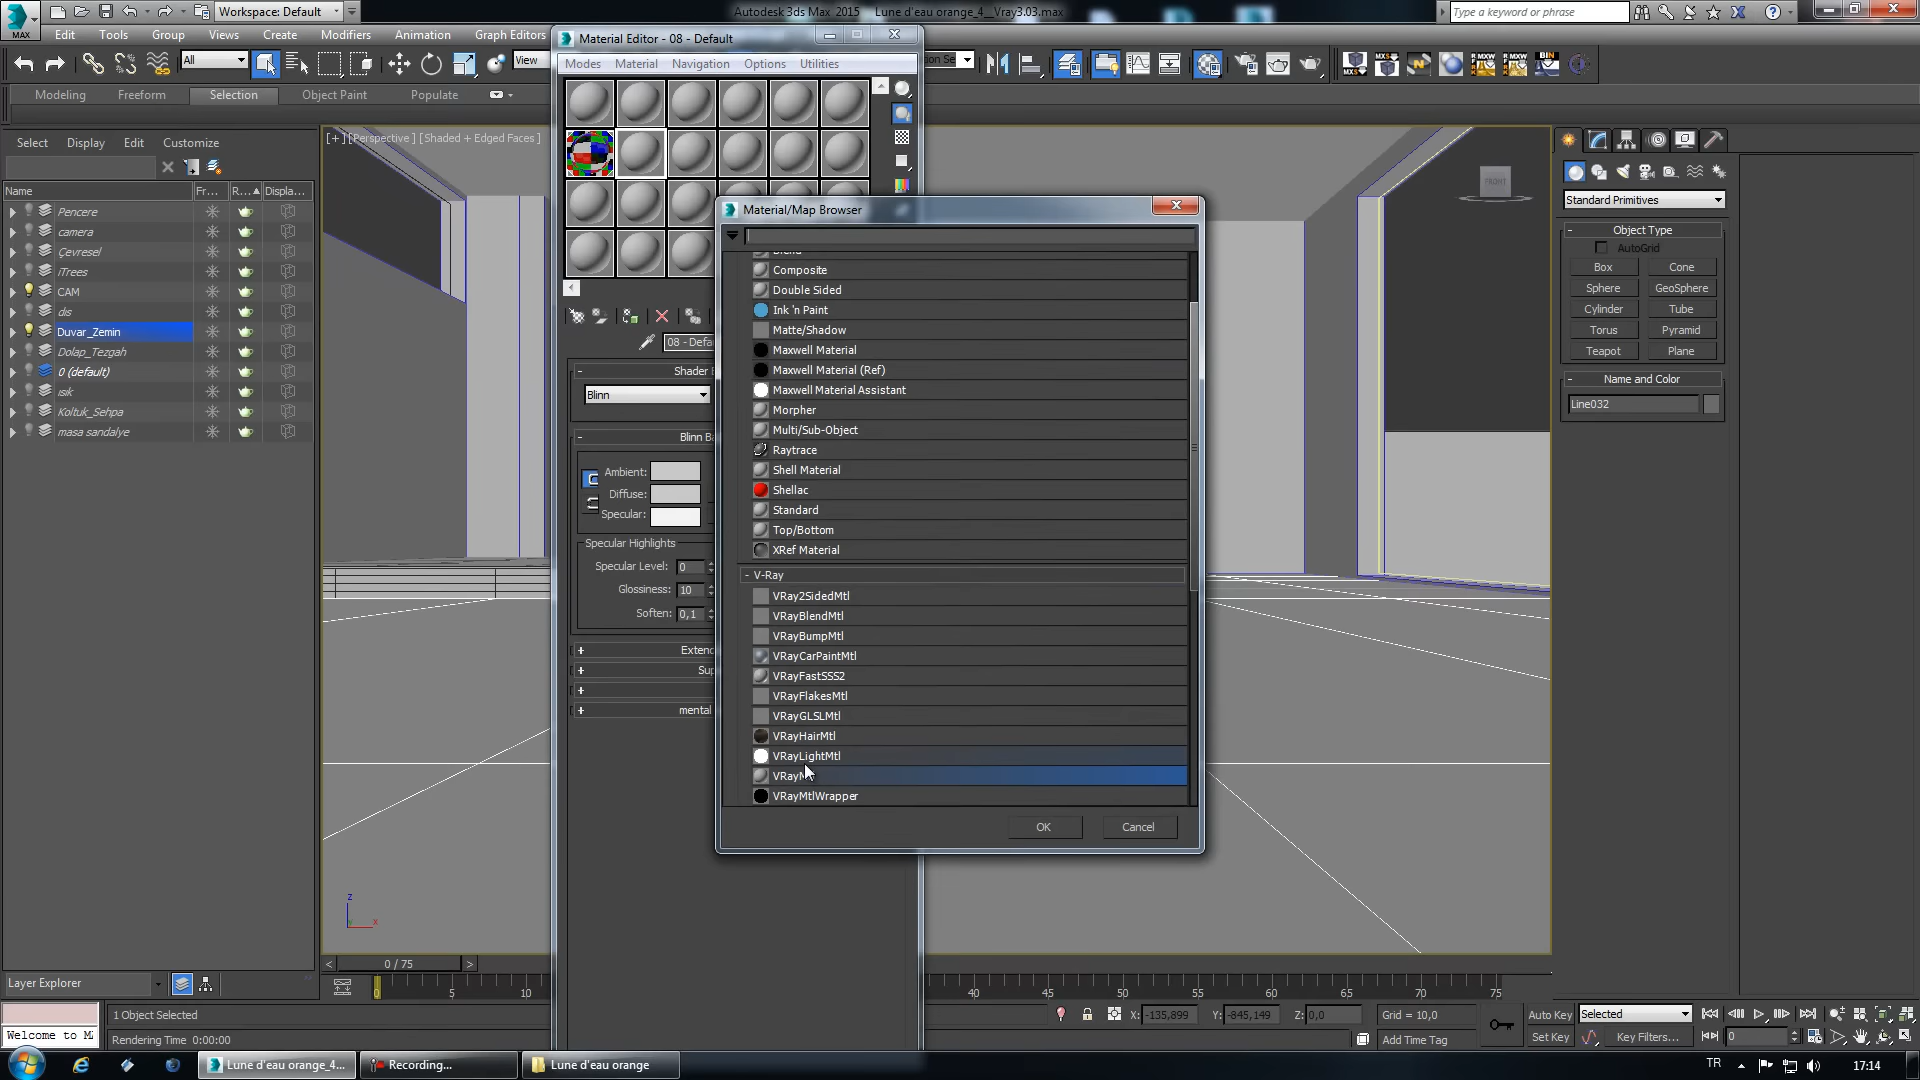 Workspace: Default
Autodesk 3ds Max 2015    Lune d'eau orange_4__Vray3.03.max
Type a keyword or phrase
MAX
Edit
Tools
Group
Views
Create
Modifiers
Animation
Graph Editors
All
View
Modeling
Freeform
Selection
Object Paint
Populate
Select
Display
Edit
Customize
Name
Fr...
R...
Displa...
Pencere
camera
Çevresel
iTrees
CAM
dıs
Duvar_Zemin
Dolap_Tezgah
0 (default)
ısık
Koltuk_Sehpa
masa sandalye
Layer Explorer
[+][Perspective] [Shaded + Edged Faces]
Material Editor - 08 - Default
Modes
Material
Navigation
Options
Utilities
Blinn
Ambient:
Diffuse:
Specular:
Specular Highlights
Specular Level: 0
Glossiness: 10
Soften: 0,1
Material/Map Browser
Composite
Double Sided
Ink 'n Paint
Matte/Shadow
Maxwell Material
Maxwell Material (Ref)
Maxwell Material Assistant
Morpher
Multi/Sub-Object
Raytrace
Shell Material
Shellac
Standard
Top/Bottom
XRef Material
- V-Ray
VRay2SidedMtl
VRayBlendMtl
VRayBumpMtl
VRayCarPaintMtl
VRayFastSSS2
VRayFlakesMtl
VRayGLSLMtl
VRayHairMtl
VRayLightMtl
VRayMtlWrapper
OK
Cancel
FRONT
Standard Primitives
- Object Type
AutoGrid
Box
Cone
Sphere
GeoSphere
Cylinder
Tube
Torus
Pyramid
Teapot
Plane
- Name and Color
Line032
z
x
< 0 / 75 >
0 5 10 40 45 50 55 60 65 70 75
1 Object Selected
X: -135,899 Y: -845,149 Z: 0,0
Grid = 10,0
Auto Key
Selected
Welcome to M
Rendering Time 0:00:00
Add Time Tag
Set Key
Key Filters...
0
Lune d'eau orange_4...
Recording...
Lune d'eau orange
TR
17:14